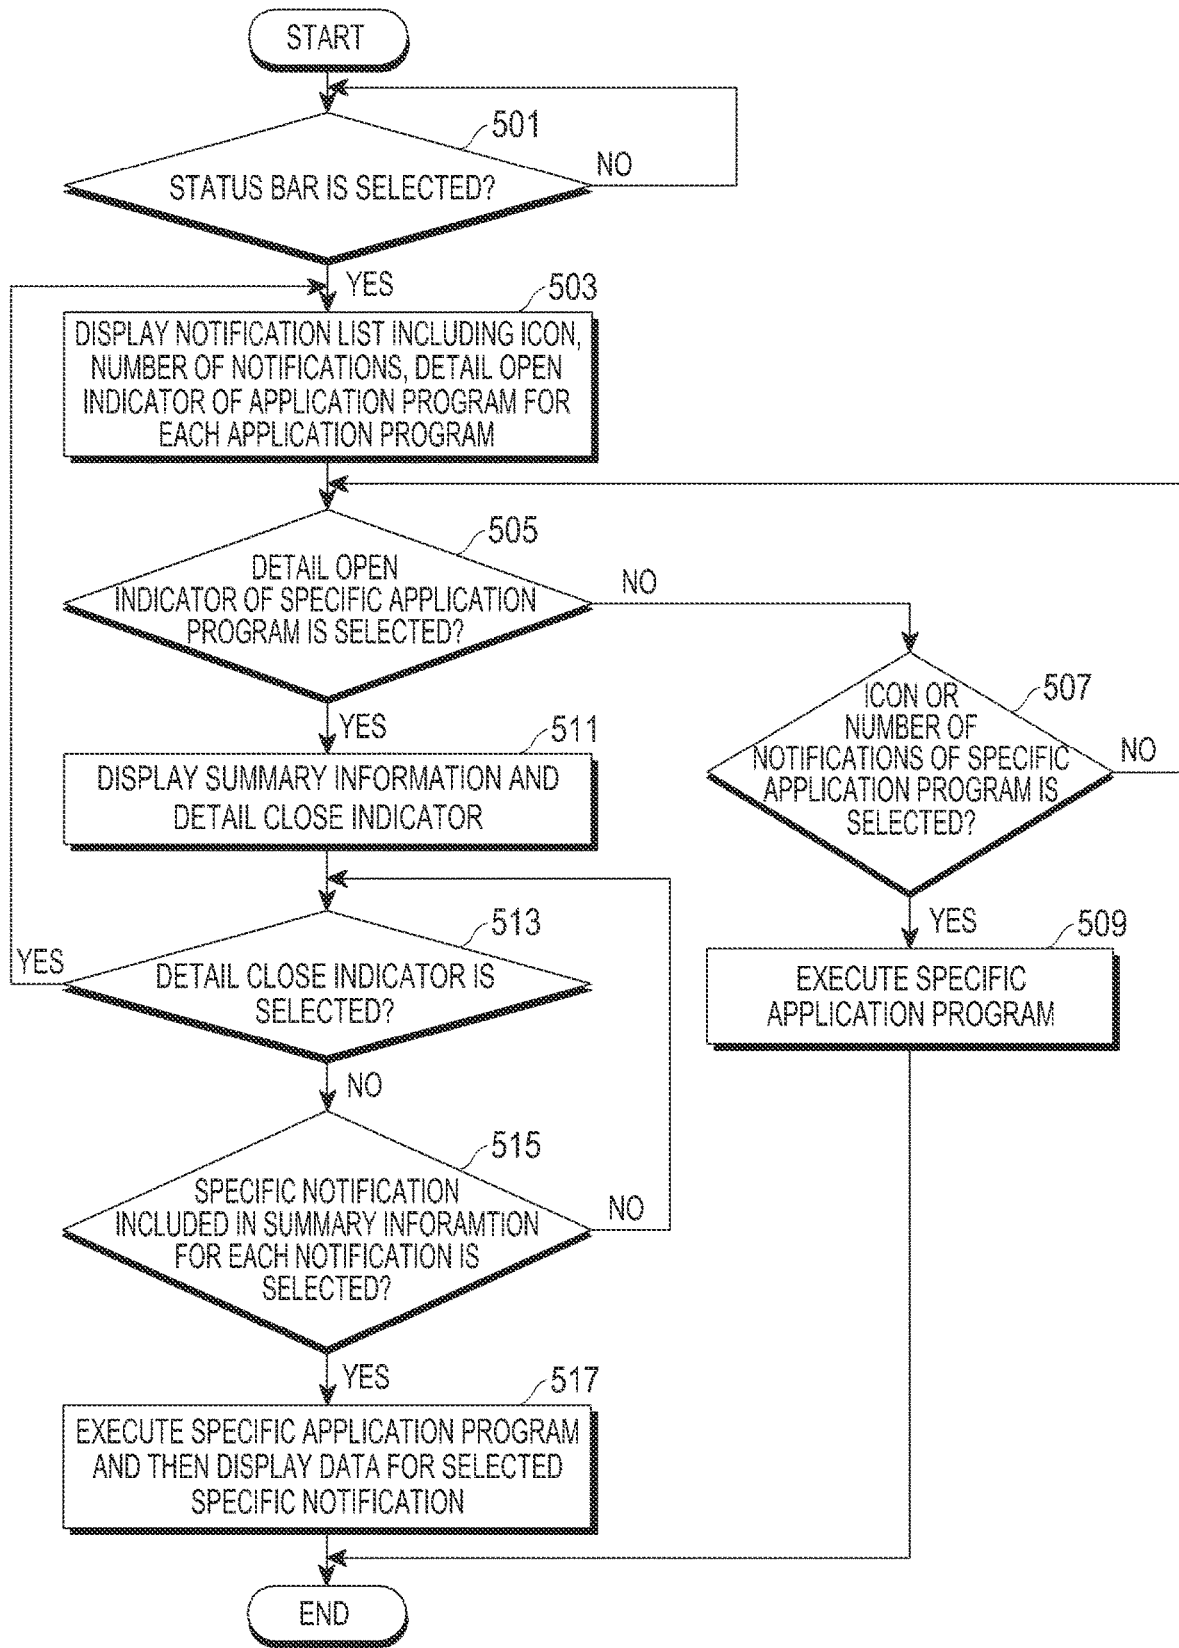 START
501
NO
STATUS BAR IS SELECTED?
YES
503
DISPLAY NOTIFICATION LIST INCLUDING ICON,
NUMBER OF NOTIFICATIONS, DETAIL OPEN
INDICATOR OF APPLICATION PROGRAM FOR
EACH APPLICATION PROGRAM
505
DETAIL OPEN
INDICATOR OF SPECIFIC APPLICATION
PROGRAM IS SELECTED?
NO
507
ICON OR
NUMBER OF
NOTIFICATIONS OF SPECIFIC
APPLICATION PROGRAM IS
SELECTED?
NO
YES
511
DISPLAY SUMMARY INFORMATION AND
DETAIL CLOSE INDICATOR
YES
509
EXECUTE SPECIFIC
APPLICATION PROGRAM
513
YES
DETAIL CLOSE INDICATOR IS
SELECTED?
NO
515
SPECIFIC NOTIFICATION
INCLUDED IN SUMMARY INFORAMTION
FOR EACH NOTIFICATION IS
SELECTED?
NO
YES
517
EXECUTE SPECIFIC APPLICATION PROGRAM
AND THEN DISPLAY DATA FOR SELECTED
SPECIFIC NOTIFICATION
END